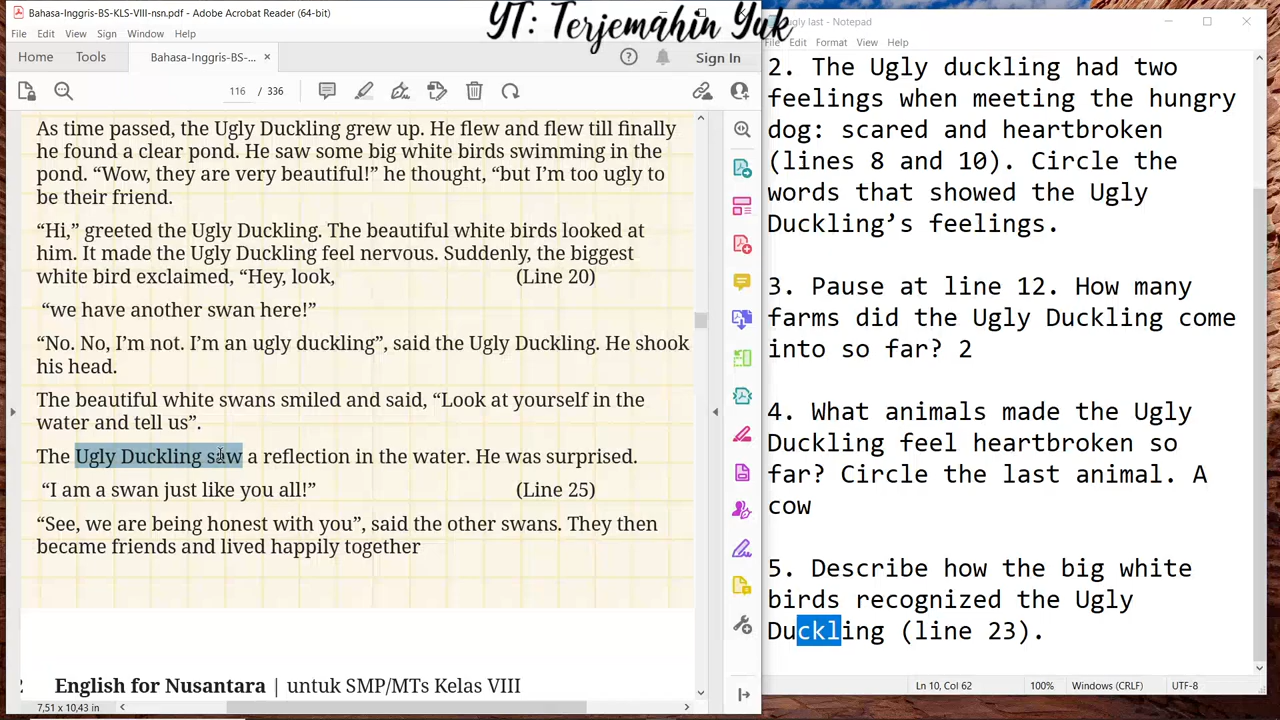 Bahasa-Inggris-BS-KLS-VIII-nsn.pdf - Adobe Acrobat Reader (64-bit)
YT: Terjemahin Yuk
ugly last - Notepad
File Edit View Sign Window Help
File Edit Format View Help
Home Tools Bahasa-Inggris-BS-... × Sign In
116 / 336
As time passed, the Ugly Duckling grew up. He flew and flew till finally
he found a clear pond. He saw some big white birds swimming in the
pond. “Wow, they are very beautiful!” he thought, “but I’m too ugly to
be their friend.
“Hi,” greeted the Ugly Duckling. The beautiful white birds looked at
him. It made the Ugly Duckling feel nervous. Suddenly, the biggest
white bird exclaimed, “Hey, look, (Line 20)
“we have another swan here!”
“No. No, I’m not. I’m an ugly duckling”, said the Ugly Duckling. He shook
his head.
The beautiful white swans smiled and said, “Look at yourself in the
water and tell us”.
The Ugly Duckling saw a reflection in the water. He was surprised.
“I am a swan just like you all!” (Line 25)
“See, we are being honest with you”, said the other swans. They then
became friends and lived happily together
English for Nusantara | untuk SMP/MTs Kelas VIII
7,51 x 10,43 in
2. The Ugly duckling had two
feelings when meeting the hungry
dog: scared and heartbroken
(lines 8 and 10). Circle the
words that showed the Ugly
Duckling’s feelings.
3. Pause at line 12. How many
farms did the Ugly Duckling come
into so far? 2
4. What animals made the Ugly
Duckling feel heartbroken so
far? Circle the last animal. A
cow
5. Describe how the big white
birds recognized the Ugly
Duckling (line 23).
Ln 10, Col 62 100% Windows (CRLF) UTF-8